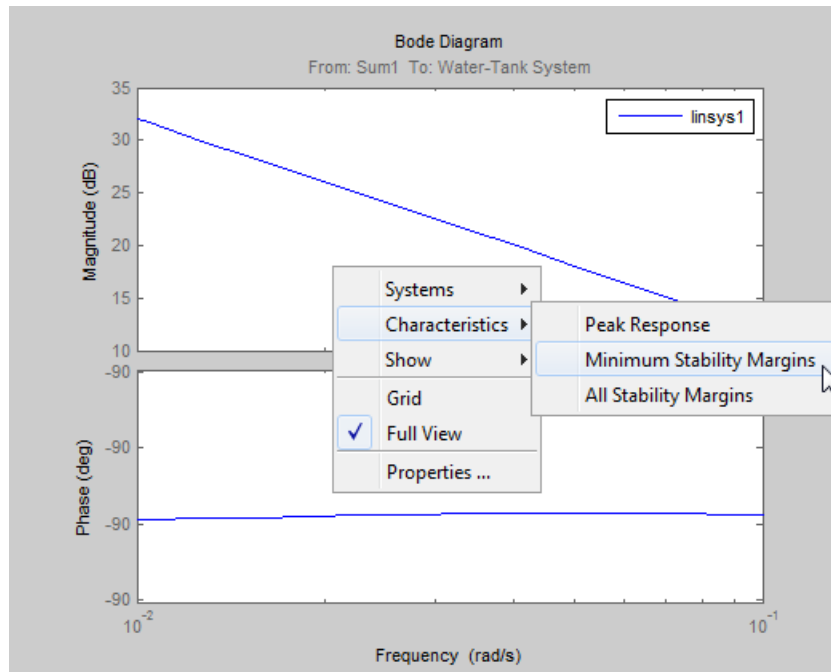 Bode Diagram
From: Sum1 To: Water-Tank System
Magnitude (dB)
35
30
25
20
15
10
linsys1
Systems
Characteristics
Show
Grid
Full View
Properties ...
Peak Response
Minimum Stability Margins
All Stability Margins
Phase (deg)
-90
-90
-90
-90
10^-2
10^-1
Frequency (rad/s)